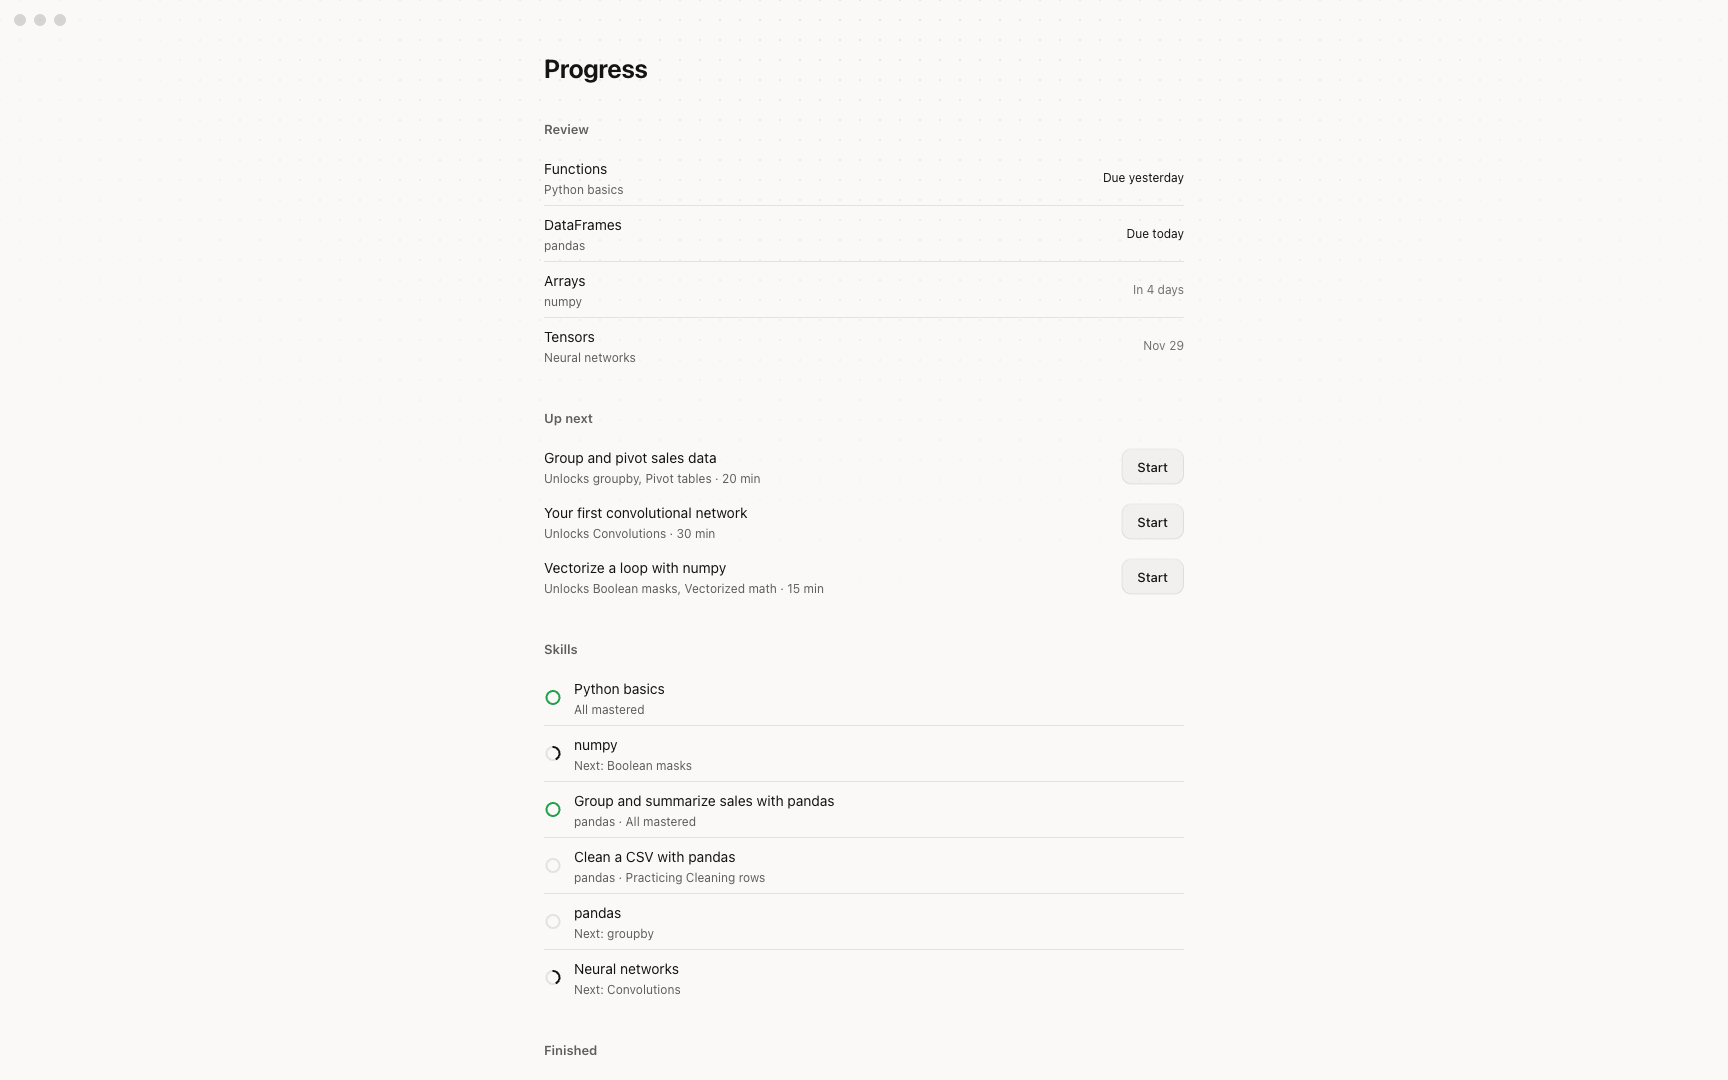 Progress
Review
Functions
Python basics
Due yesterday
DataFrames
pandas
Due today
Arrays
numpy
In 4 days
Tensors
Neural networks
Nov 29
Up next
Group and pivot sales data
Unlocks groupby, Pivot tables · 20 min
Start
Your first convolutional network
Unlocks Convolutions · 30 min
Start
Vectorize a loop with numpy
Unlocks Boolean masks, Vectorized math · 15 min
Start
Skills
Python basics
All mastered
numpy
Next: Boolean masks
Group and summarize sales with pandas
pandas · All mastered
Clean a CSV with pandas
pandas · Practicing Cleaning rows
pandas
Next: groupby
Neural networks
Next: Convolutions
Finished